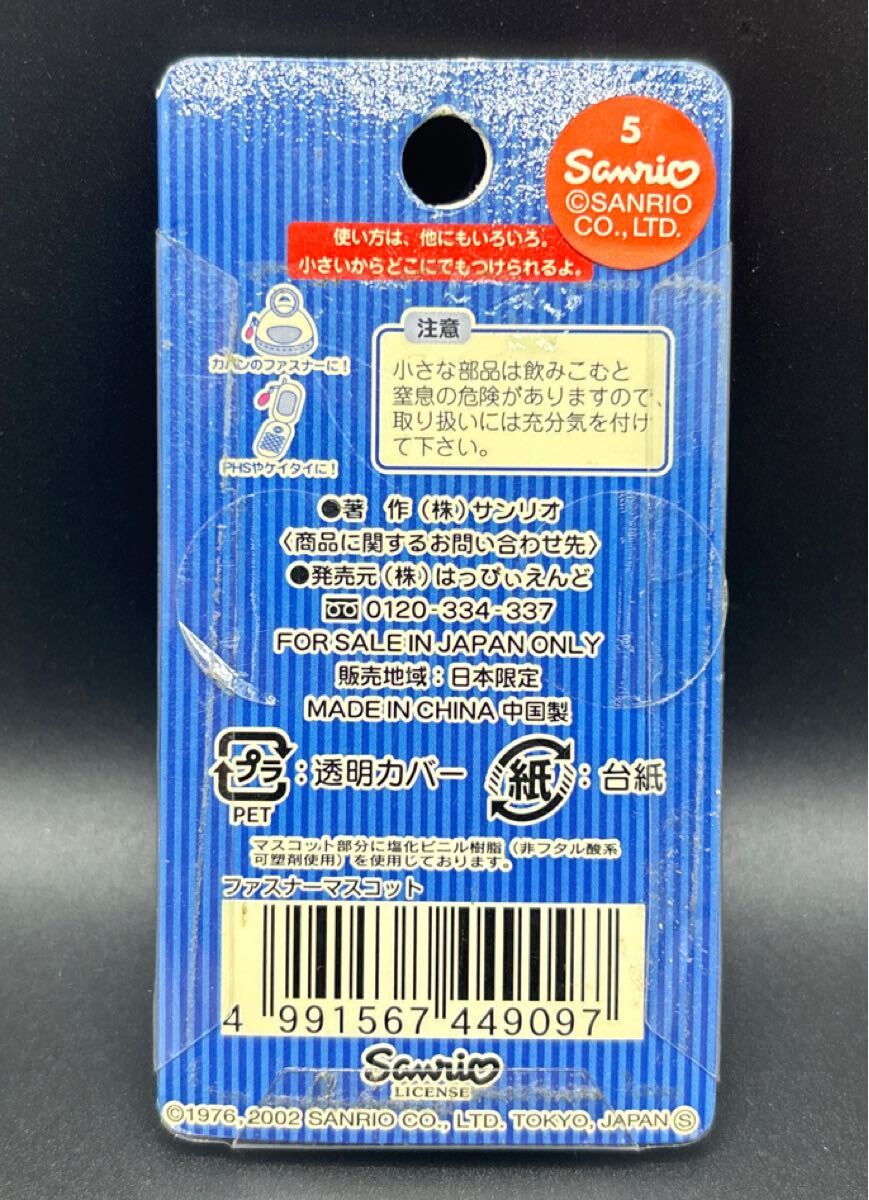 5
Sanrio
©SANRIO
CO., LTD.
使い方は、他にもいろいろ。
小さいからどこにでもつけられるよ。
カバンのファスナーに!
PHSやケイタイに!
注意
小さな部品は飲みこむと
窒息の危険がありますので、
取り扱いには充分気を付け
て下さい。
●著 作(株)サンリオ
〈商品に関するお問い合わせ先〉
●発売元(株)はっぴぃえんど
0120-334-337
FOR SALE IN JAPAN ONLY
販売地域:日本限定
MADE IN CHINA 中国製
プラ:透明カバー
PET
紙:台紙
マスコット部分に塩化ビニル樹脂(非フタル酸系
可塑剤使用)を使用しております。
ファスナーマスコット
4 991567 449097
Sanrio
LICENSE
©1976, 2002 SANRIO CO., LTD. TOKYO, JAPAN Ⓢ